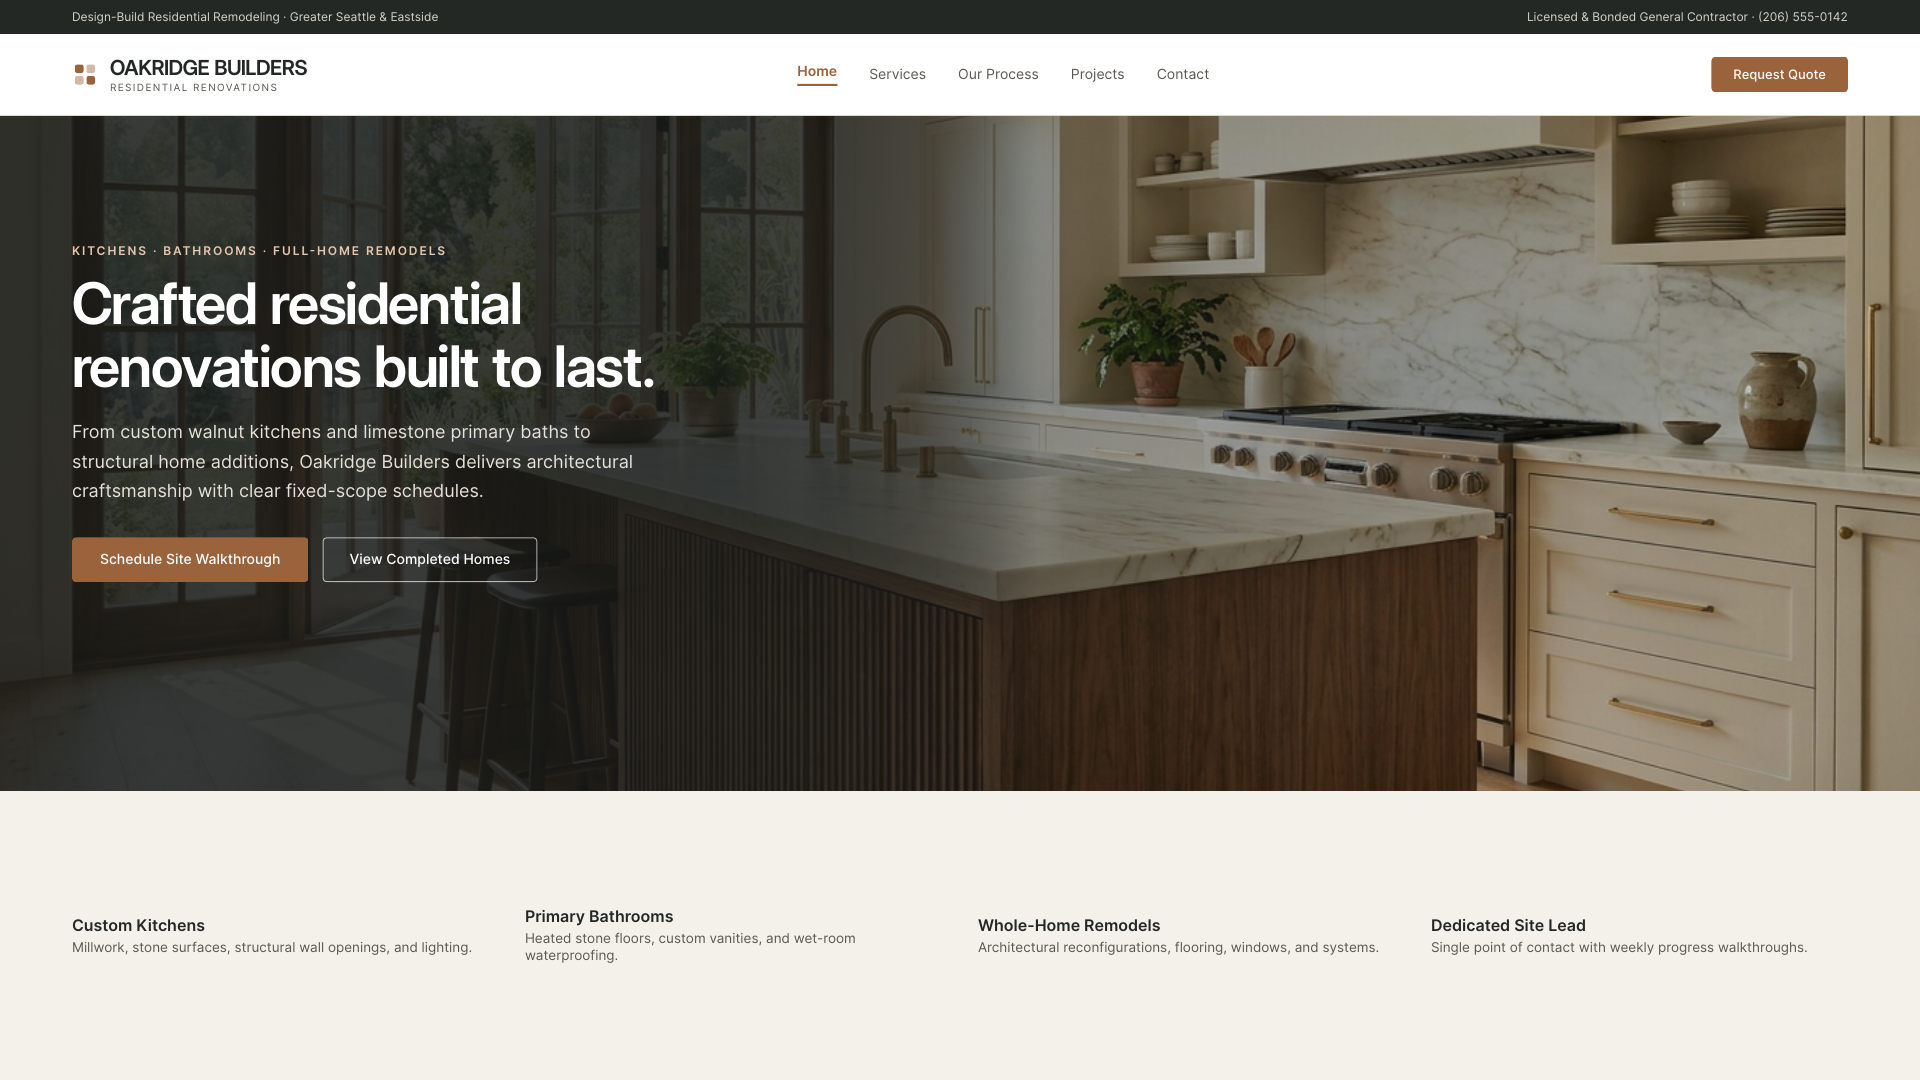 Design-Build Residential Remodeling · Greater Seattle & Eastside
Licensed & Bonded General Contractor · (206) 555-0142
OAKRIDGE BUILDERS
RESIDENTIAL RENOVATIONS
Home
Services
Our Process
Projects
Contact
Request Quote
KITCHENS · BATHROOMS · FULL-HOME REMODELS
Crafted residential
renovations built to last.
From custom walnut kitchens and limestone primary baths to
structural home additions, Oakridge Builders delivers architectural
craftsmanship with clear fixed-scope schedules.
Schedule Site Walkthrough
View Completed Homes
Custom Kitchens
Millwork, stone surfaces, structural wall openings, and lighting.
Primary Bathrooms
Heated stone floors, custom vanities, and wet-room
waterproofing.
Whole-Home Remodels
Architectural reconfigurations, flooring, windows, and systems.
Dedicated Site Lead
Single point of contact with weekly progress walkthroughs.